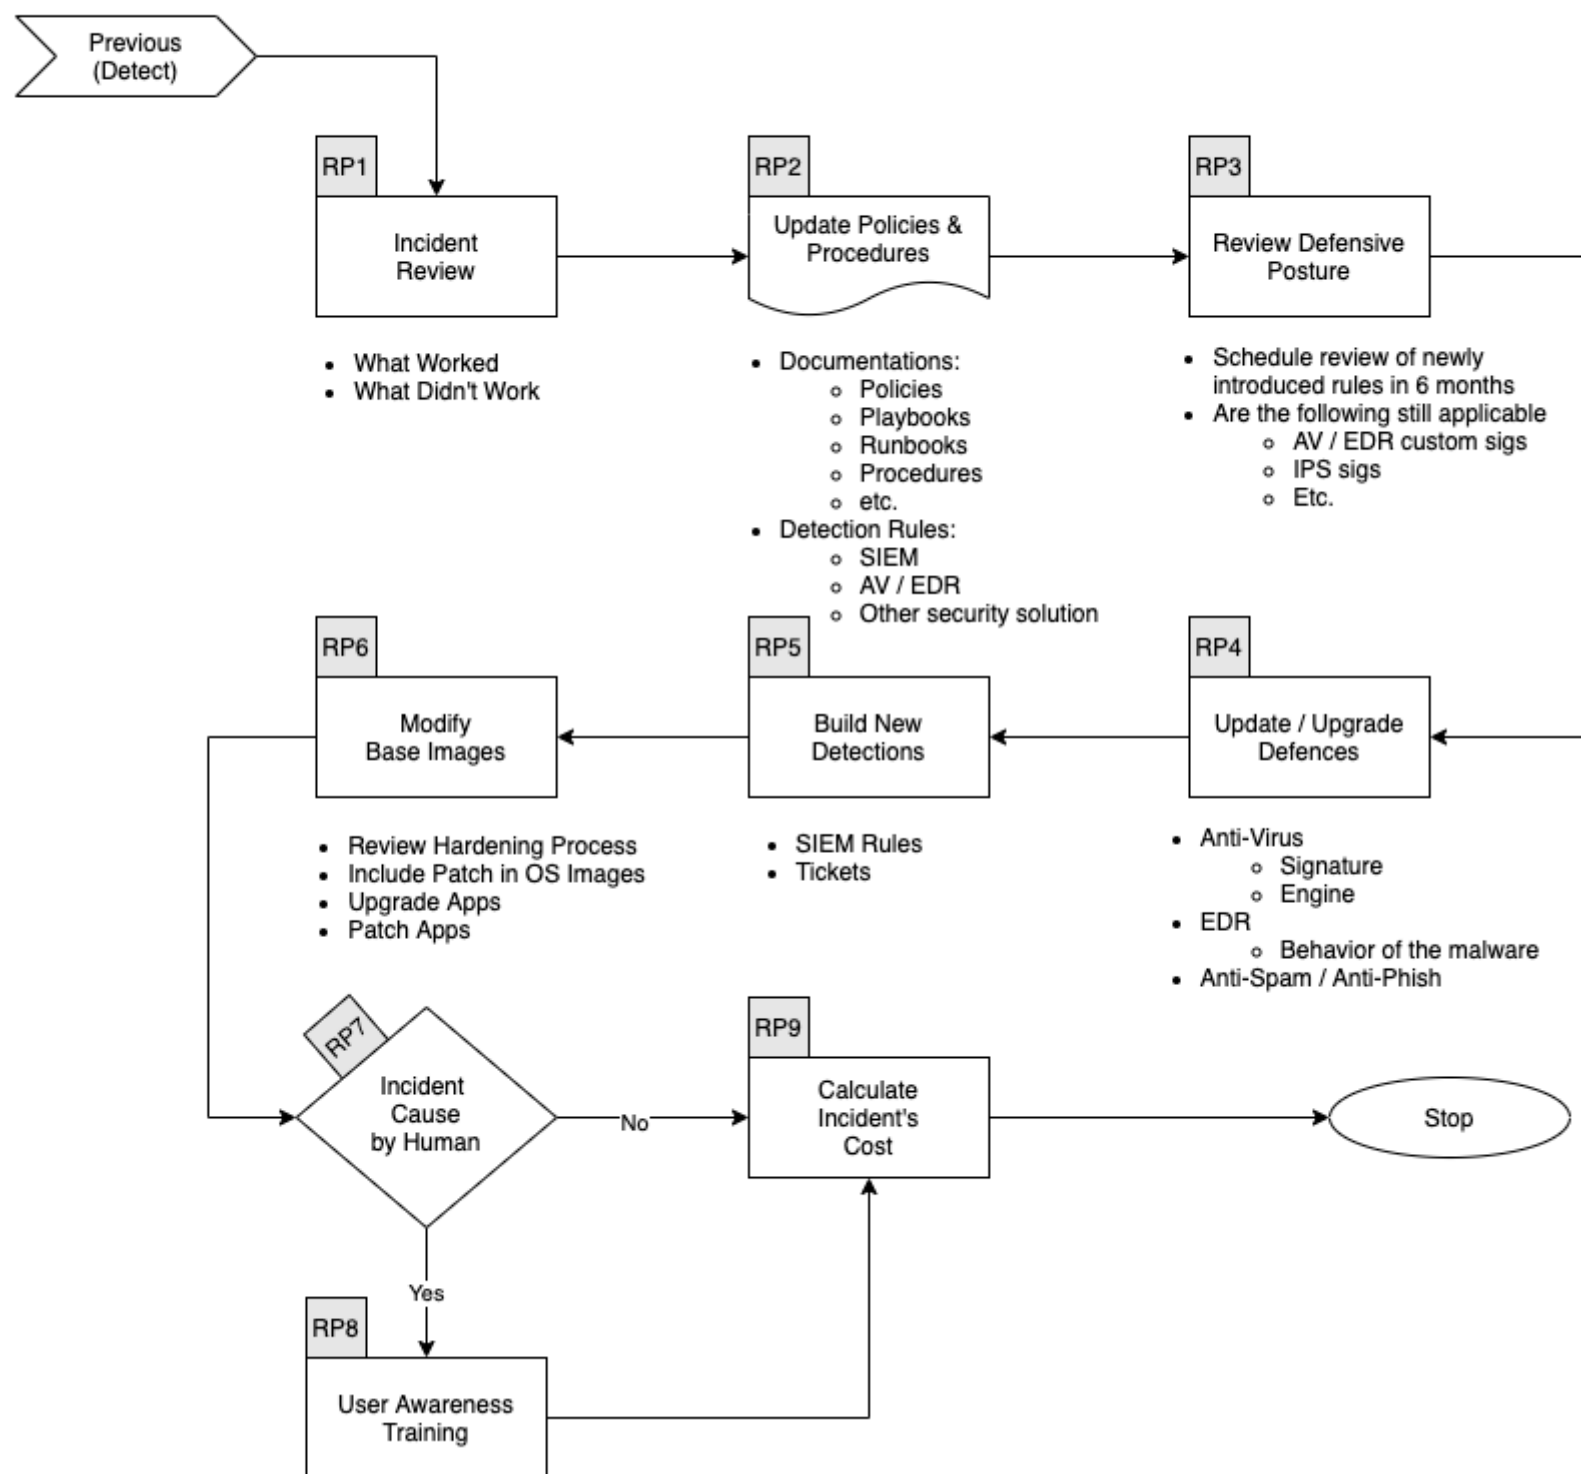 Previous
(Detect)
RP1
Incident
Review
What Worked
What Didn't Work
RP2
Update Policies &
Procedures
Documentations:
Policies
Playbooks
Runbooks
Procedures
etc.
Detection Rules:
SIEM
AV / EDR
Other security solution
RP3
Review Defensive
Posture
Schedule review of newly
introduced rules in 6 months
Are the following still applicable
AV / EDR custom sigs
IPS sigs
Etc.
RP4
Update / Upgrade
Defences
Anti-Virus
Signature
Engine
EDR
Behavior of the malware
Anti-Spam / Anti-Phish
RP5
Build New
Detections
SIEM Rules
Tickets
RP6
Modify
Base Images
Review Hardening Process
Include Patch in OS Images
Upgrade Apps
Patch Apps
RP7
Incident
Cause
by Human
No
Yes
RP8
User Awareness
Training
RP9
Calculate
Incident's
Cost
Stop